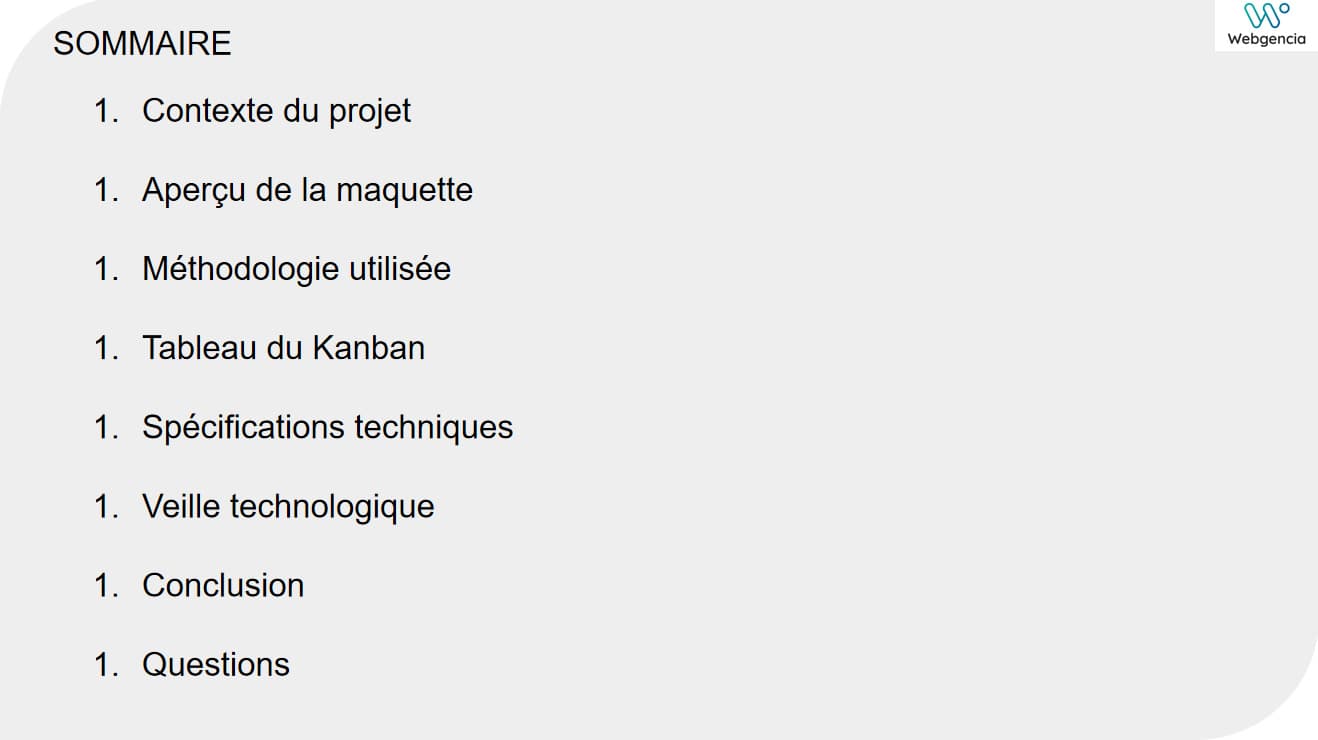 SOMMAIRE
Webgencia
1. Contexte du projet
1. Aperçu de la maquette
1. Méthodologie utilisée
1. Tableau du Kanban
1. Spécifications techniques
1. Veille technologique
1. Conclusion
1. Questions